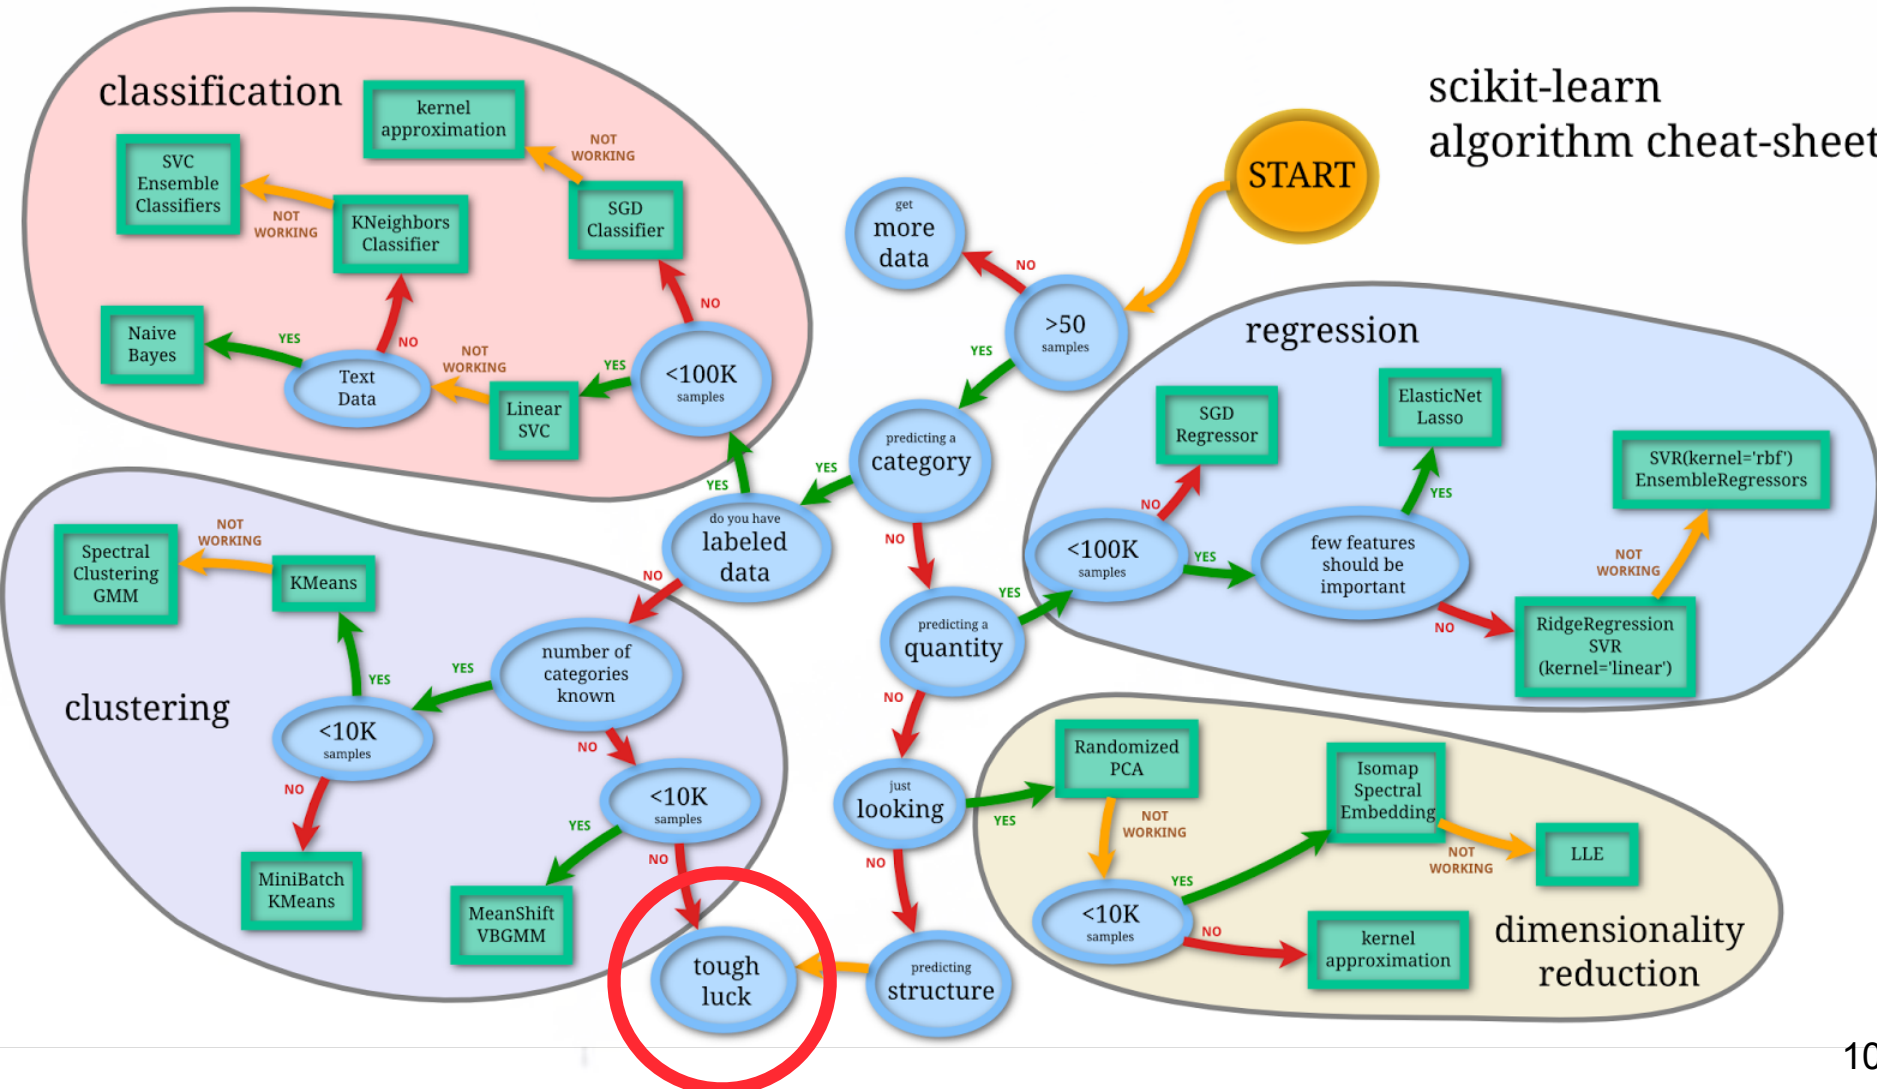 scikit-learn
algorithm cheat-sheet
START
get
more
data
NO
>50
samples
YES
predicting a
category
YES
NO
do you have
labeled
data
YES
NO
predicting a
quantity
YES
NO
just
looking
YES
NO
predicting
structure
tough
luck
classification
kernel
approximation
NOT
WORKING
SVC
Ensemble
Classifiers
NOT
WORKING
KNeighbors
Classifier
SGD
Classifier
NO
Naive
Bayes
YES
NO
Text
Data
NOT
WORKING
Linear
SVC
YES
<100K
samples
clustering
Spectral
Clustering
GMM
NOT
WORKING
KMeans
YES
<10K
samples
YES
number of
categories
known
NO
NO
<10K
samples
YES
NO
MiniBatch
KMeans
MeanShift
VBGMM
regression
SGD
Regressor
ElasticNet
Lasso
SVR(kernel='rbf')
EnsembleRegressors
NO
YES
<100K
samples
YES
few features
should be
important
NOT
WORKING
NO
RidgeRegression
SVR
(kernel='linear')
dimensionality
reduction
Randomized
PCA
NOT
WORKING
Isomap
Spectral
Embedding
NOT
WORKING
LLE
YES
<10K
samples
NO
kernel
approximation
10